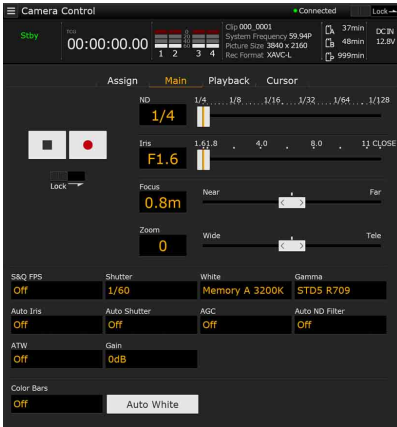 Camera Control
Connected
Lock
Stby
TCG
00:00:00.00
1 2 3 4
Clip 000_0001
System Frequency 59.94P
Picture Size 3840 x 2160
Rec Format XAVC-L
A 37min
B 48min
P 999min
DC IN
12.8V
Assign Main Playback Cursor
ND
1/4
1/4 1/8 1/16 1/32 1/64 1/128
Iris
F1.6
1.6 1.8 4.0 8.0 11 CLOSE
Lock
Focus
0.8m
Near Far
Zoom
0
Wide Tele
S&Q FPS Shutter White Gamma
Off 1/60 Memory A 3200K STD5 R709
Auto Iris Auto Shutter AGC Auto ND Filter
Off Off Off Off
ATW Gain
Off 0dB
Color Bars
Off Auto White